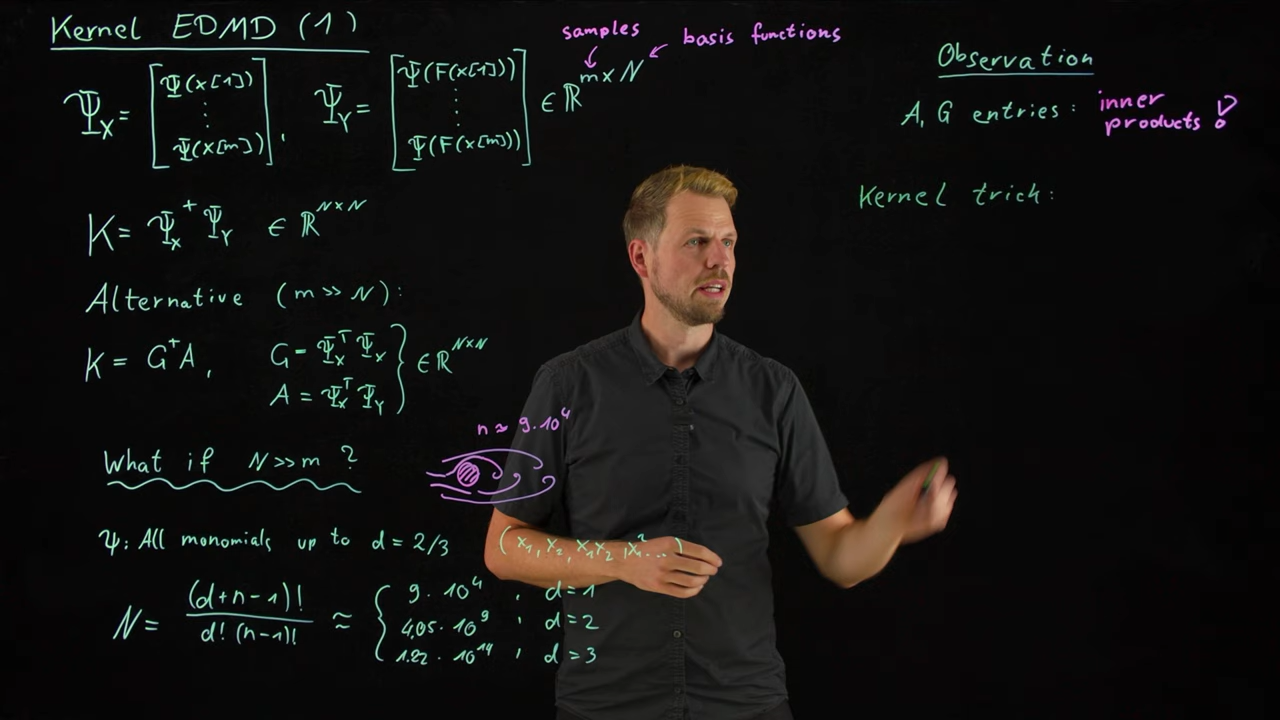 Kernel EDMD (1)
samples
basis functions
Ψ_X = [Ψ(x[1]) ⋮ Ψ(x[m])], Ψ_Y = [Ψ(F(x[1])) ⋮ Ψ(F(x[m]))] ∈ ℝ^{m×N}
K = Ψ_X^+ Ψ_Y ∈ ℝ^{N×N}
Alternative (m >> N):
K = G^+ A, G = Ψ_X^T Ψ_X
A = Ψ_X^T Ψ_Y } ∈ ℝ^{N×N}
n ≈ 9·10^4
What if N >> m ?
Ψ: All monomials up to d = 2/3 (x_1, x_2, x_1x_2, x_1^2 ...)
N = (d+n-1)! / d! (n-1)! ≈ { 9·10^4 , d=1
4,05·10^9 , d=2
1.22·10^14 , d=3
Observation
A, G entries: inner products !
Kernel trick: